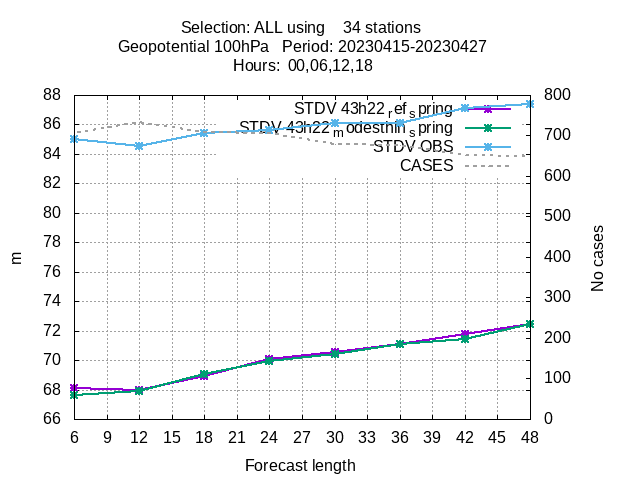 Selection: ALL using 34 stations
Geopotential 100hPa Period: 20230415-20230427
Hours: 00,06,12,18
88 800
STDV 43h22_ref_spring
86 700
STDV 43h22_modesthin_spring
STDV OBS
84
CASES
82 600
80 500
78
m
No cases
76 400
74 300
72 200
70
68 100
66 0
6 9 12 15 18 21 24 27 30 33 36 39 42 45 48
Forecast length